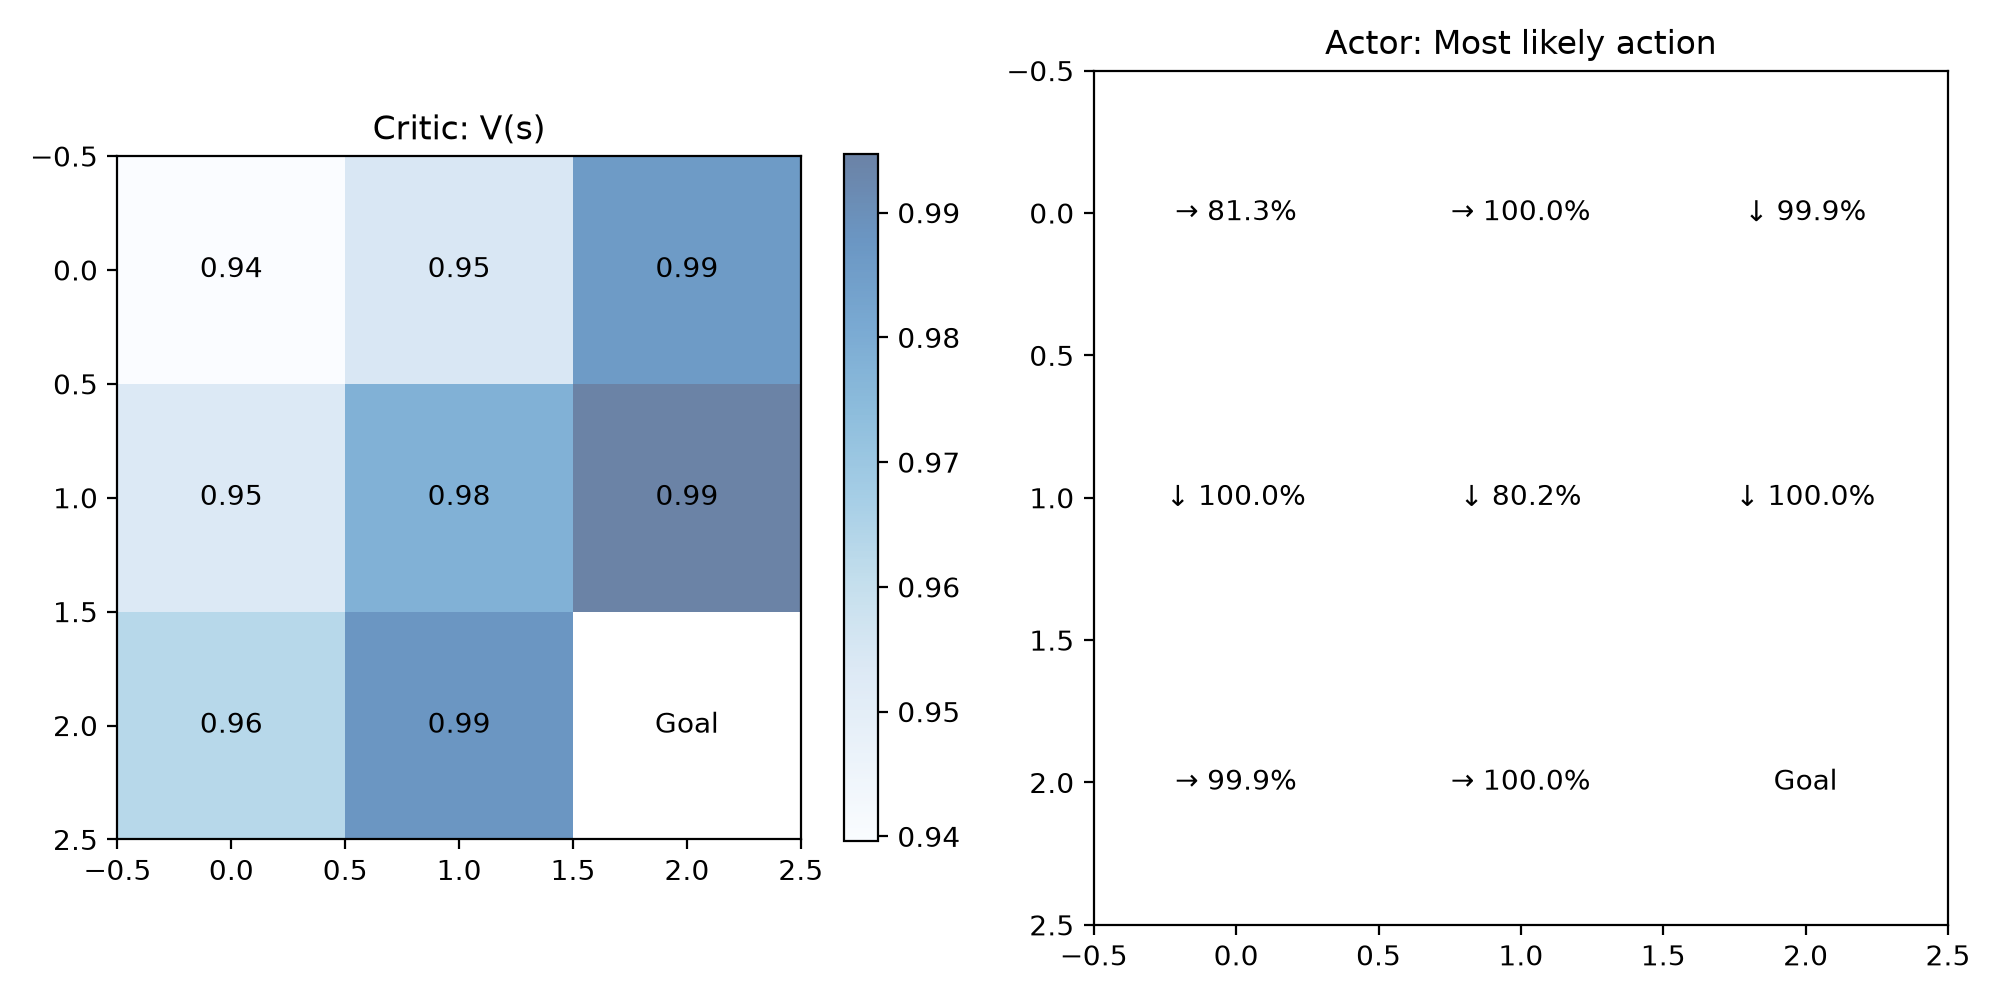 Critic: V(s)
−0.5
0.0
0.5
1.0
1.5
2.0
2.5
0.94 0.95 0.99
0.95 0.98 0.99
0.96 0.99 Goal
−0.5 0.0 0.5 1.0 1.5 2.0 2.5
0.99
0.98
0.97
0.96
0.95
0.94
Actor: Most likely action
−0.5
0.0
0.5
1.0
1.5
2.0
2.5
→ 81.3% → 100.0% ↓ 99.9%
↓ 100.0% ↓ 80.2% ↓ 100.0%
→ 99.9% → 100.0% Goal
−0.5 0.0 0.5 1.0 1.5 2.0 2.5